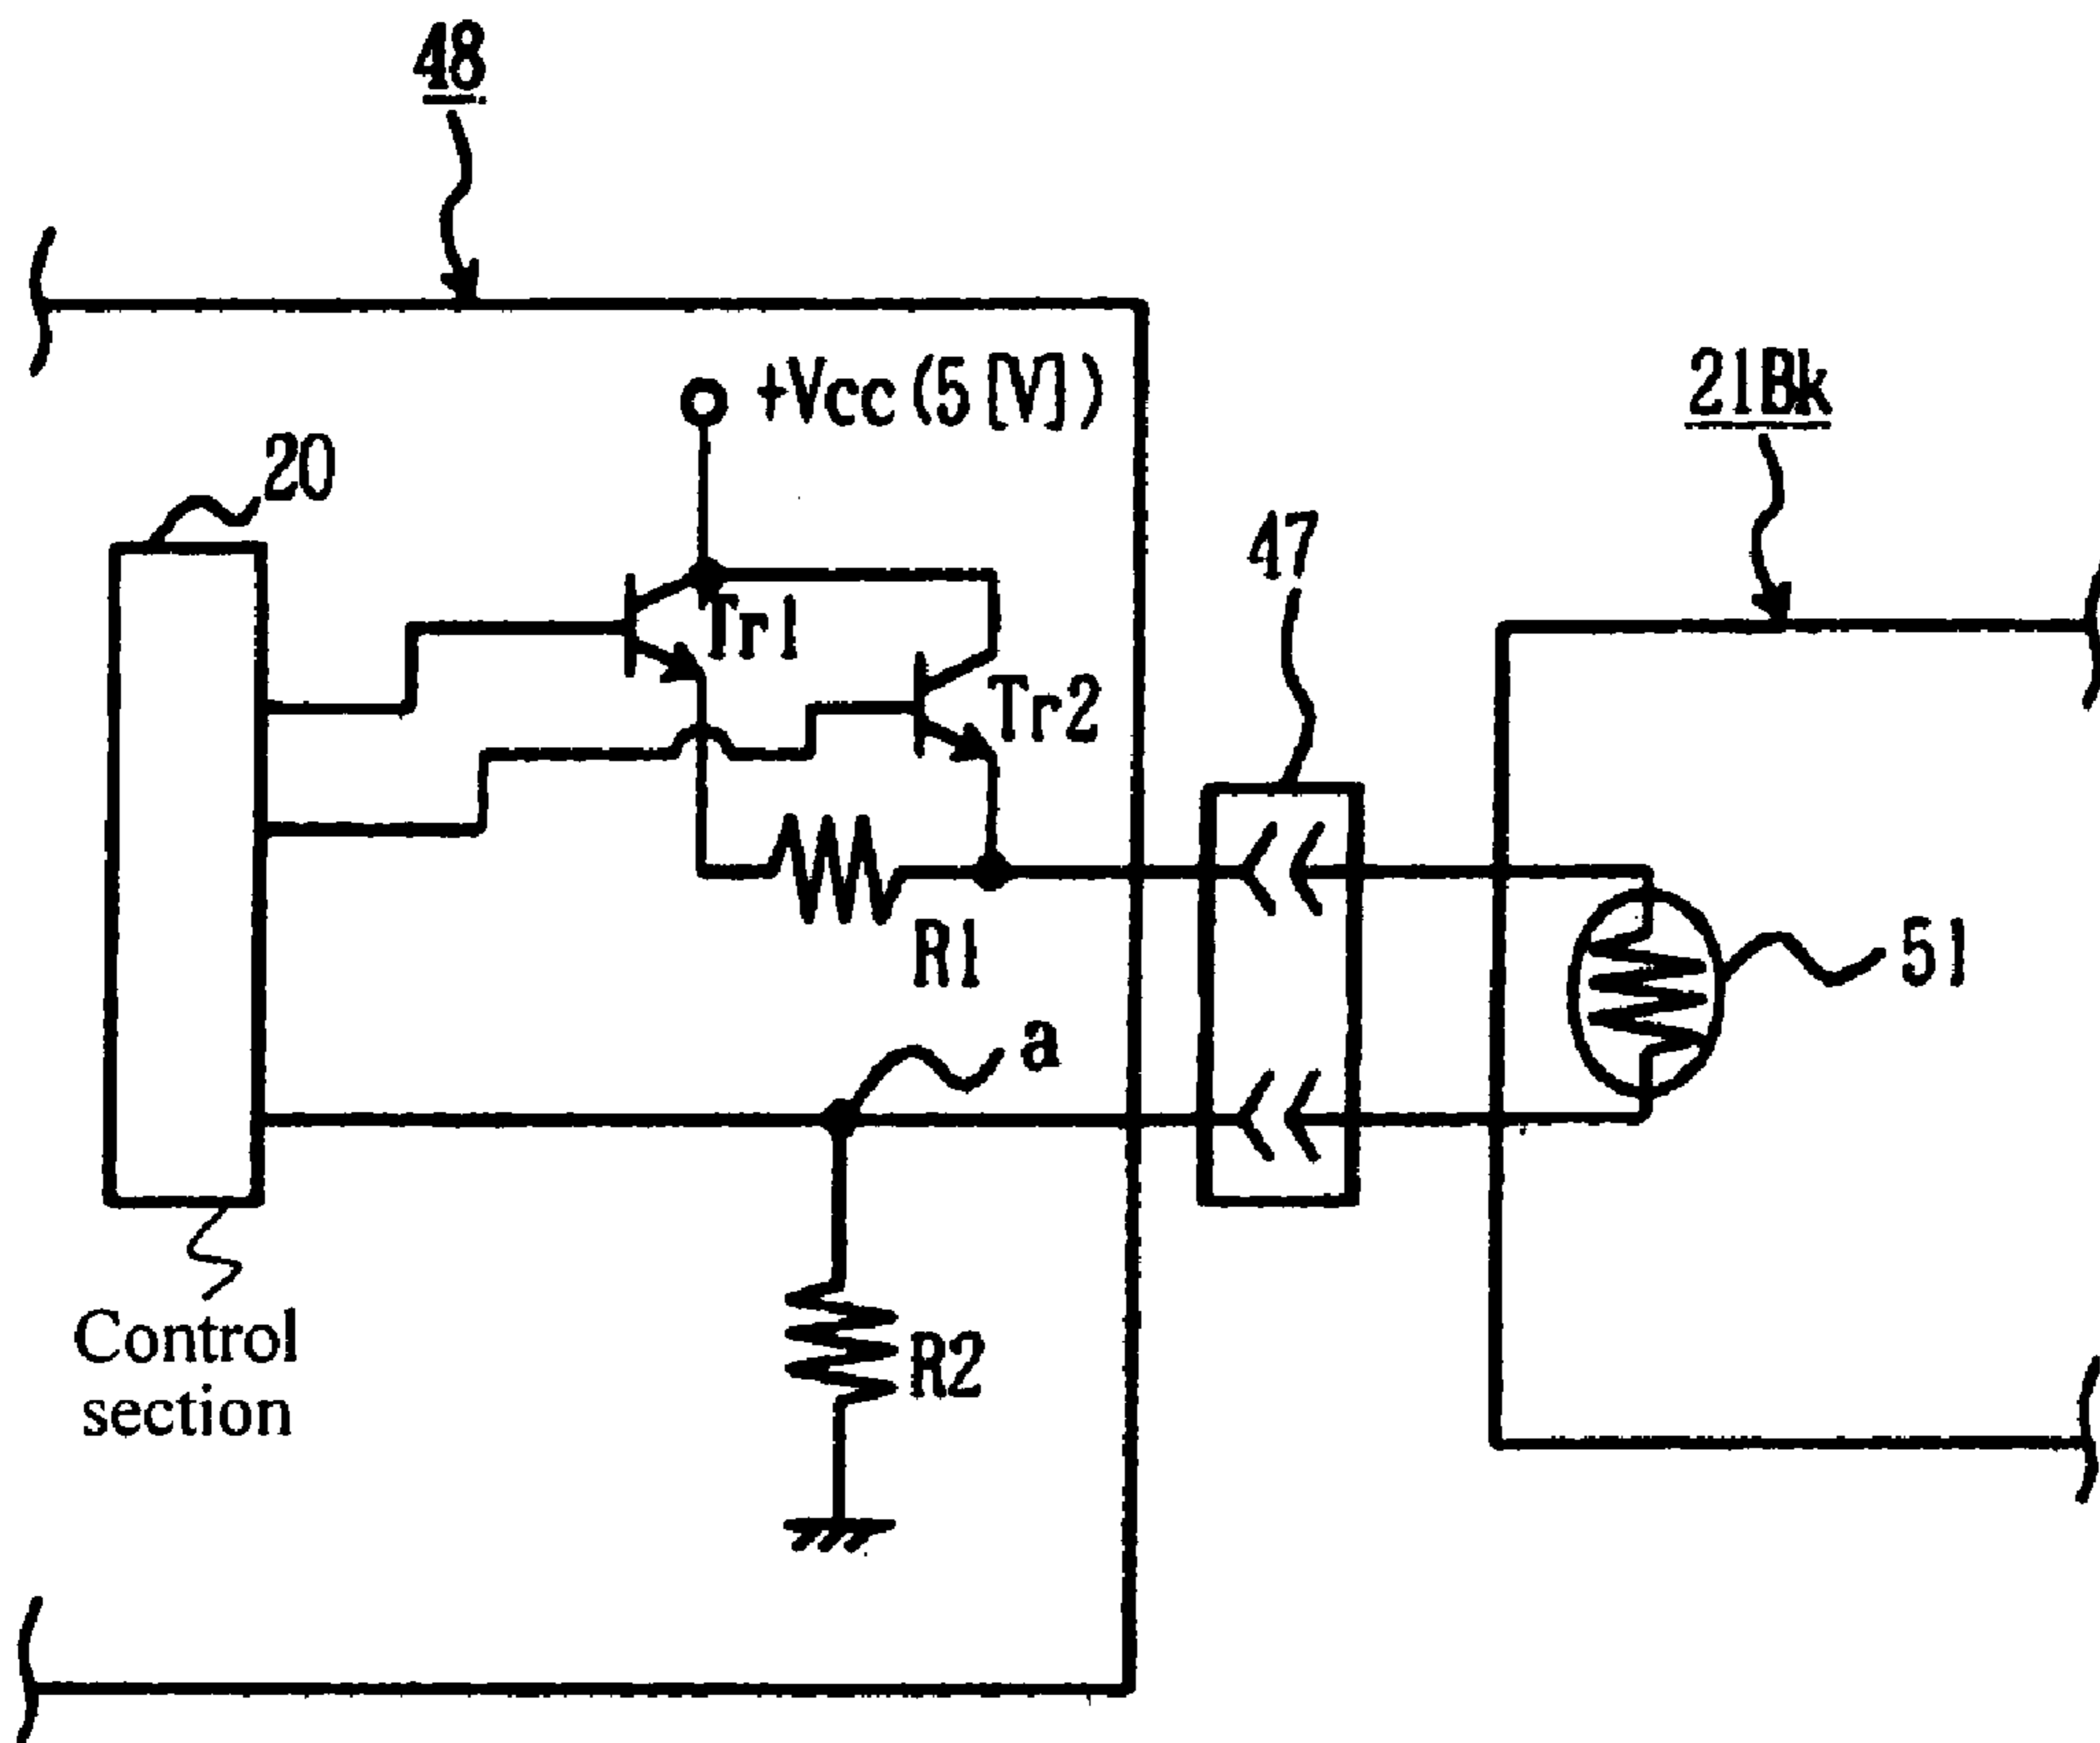 48
+Vcc (5 [V])
21Bk
20
47
Tr1
Tr2
R1
51
a
Control
section
R2